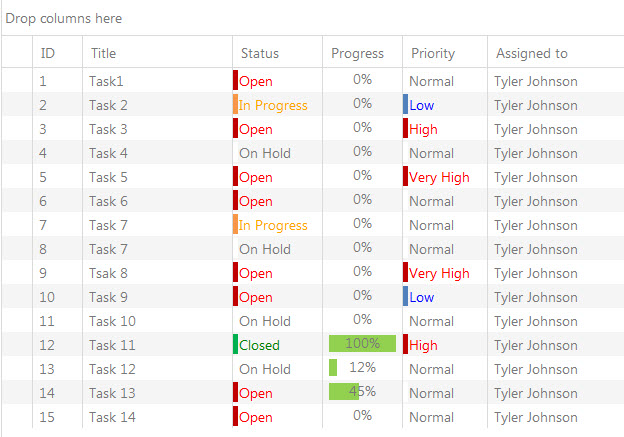 Drop columns here
ID Title Status Progress Priority Assigned to
1 Task1 Open 0% Normal Tyler Johnson
2 Task 2 In Progress 0% Low Tyler Johnson
3 Task 3 Open 0% High Tyler Johnson
4 Task 4 On Hold 0% Normal Tyler Johnson
5 Task 5 Open 0% Very High Tyler Johnson
6 Task 6 Open 0% Normal Tyler Johnson
7 Task 7 In Progress 0% Normal Tyler Johnson
8 Task 7 On Hold 0% Normal Tyler Johnson
9 Tsak 8 Open 0% Very High Tyler Johnson
10 Task 9 Open 0% Low Tyler Johnson
11 Task 10 On Hold 0% Normal Tyler Johnson
12 Task 11 Closed 100% High Tyler Johnson
13 Task 12 On Hold 12% Normal Tyler Johnson
14 Task 13 Open 45% Normal Tyler Johnson
15 Task 14 Open 0% Normal Tyler Johnson